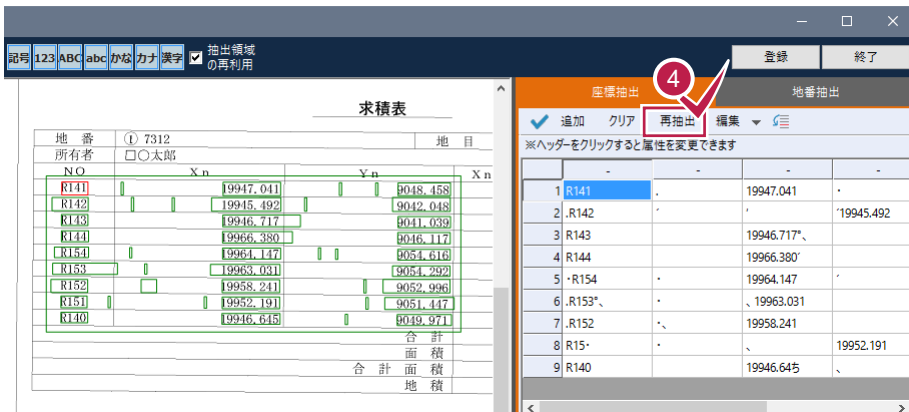 記号 123 ABC abc かな カナ 漢字 抽出領域の再利用
登録 終了
4
座標抽出 地番抽出
追加 クリア 再抽出 編集
※ヘッダーをクリックすると属性を変更できます
求積表
地 番 ① 7312 地 目
所有者 □○太郎
NO X n Y n X n
R141 19947.041 9048.458
R142 19945.492 9042.048
R143 19946.717 9041.039
R144 19966.380 9046.117
R154 19964.147 9054.616
R153 19963.031 9054.292
R152 19958.241 9052.996
R151 19952.191 9051.447
R140 19946.645 9049.971
合 計
面 積
合 計 面 積
地 積
- - - -
1 R141 . 19947.041 ・
2 .R142 ′ ′ ′19945.492
3 R143 19946.717°、
4 R144 19966.380′
5 ・R154 ・ 19964.147 ′
6 .R153°、 ・ 、19963.031
7 .R152 ・、 19958.241
8 R15・ ・ 、 19952.191
9 R140 19946.64ち 、